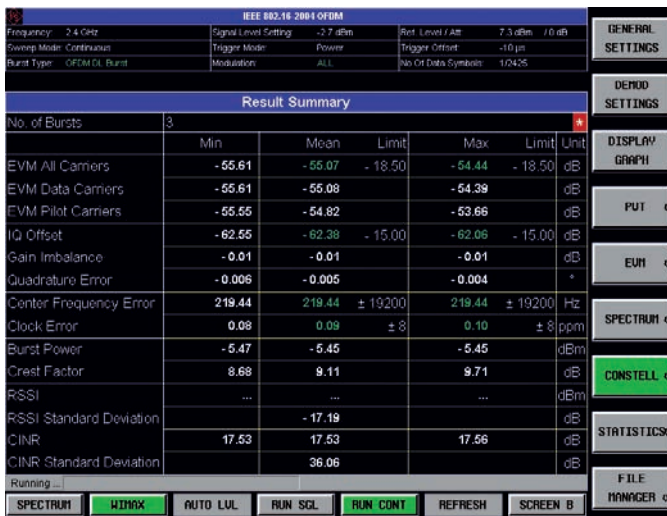 IEEE 802.16-2004 OFDM
Frequency: 2.4 GHz Signal Level Setting: -2.7 dBm Ref. Level / Att 7.3 dBm / 0 dB
Sweep Mode: Continuous Trigger Mode: Power Trigger Offset: -10 µs
Burst Type: OFDM DL Burst Modulation: ALL No Of Data Symbols: 1/2425
Result Summary
No. of Bursts 3 *
Min Mean Limit Max Limit Unit
EVM All Carriers - 55.61 - 55.07 - 18.50 - 54.44 - 18.50 dB
EVM Data Carriers - 55.61 - 55.08 - 54.39 dB
EVM Pilot Carriers - 55.55 - 54.82 - 53.66 dB
IQ Offset - 62.55 - 62.38 - 15.00 - 62.06 - 15.00 dB
Gain Imbalance - 0.01 - 0.01 - 0.01 dB
Quadrature Error - 0.006 - 0.005 - 0.004 °
Center Frequency Error 219.44 219.44 ± 19200 219.44 ± 19200 Hz
Clock Error 0.08 0.09 ± 8 0.10 ± 8 ppm
Burst Power - 5.47 - 5.45 - 5.45 dBm
Crest Factor 8.68 9.11 9.71 dB
RSSI ... ... ... dBm
RSSI Standard Deviation - 17.19 dB
CINR 17.53 17.53 17.56 dB
CINR Standard Deviation 36.06 dB
Running ...
SPECTRUM WIMAX AUTO LVL RUN SGL RUN CONT REFRESH SCREEN B
GENERAL
SETTINGS
DEMOD
SETTINGS
DISPLAY
GRAPH
PVT
EVM
SPECTRUM
CONSTELL
STATISTICS
FILE
MANAGER